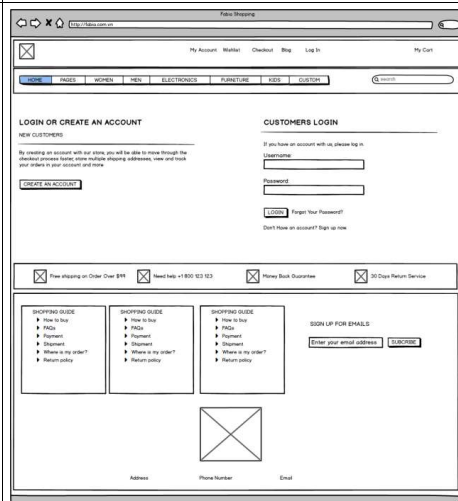 Fabia Shopping
http://fabia.com.vn
My Account Wishlist Checkout Blog Log In My Cart
HOME PAGES WOMEN MEN ELECTRONICS FURNITURE KIDS CUSTOM search
LOGIN OR CREATE AN ACCOUNT
NEW CUSTOMERS
By creating an account with our store, you will be able to move through the
checkout process faster, store multiple shipping addresses, view and track
your orders in your account and more
CREATE AN ACCOUNT
CUSTOMERS LOGIN
If you have an account with us, please log in.
Username:
Password:
LOGIN Forgot Your Password?
Don't Have an account? Sign up now
Free shipping on Order Over $99 Need help +1 800 123 123 Money Back Guarantee 30 Days Return Service
SHOPPING GUIDE
How to buy
FAQs
Payment
Shipment
Where is my order?
Return policy
SHOPPING GUIDE
How to buy
FAQs
Payment
Shipment
Where is my order?
Return policy
SHOPPING GUIDE
How to buy
FAQs
Payment
Shipment
Where is my order?
Return policy
SIGN UP FOR EMAILS
Enter your email address SUBCRIBE
Address Phone Number Email